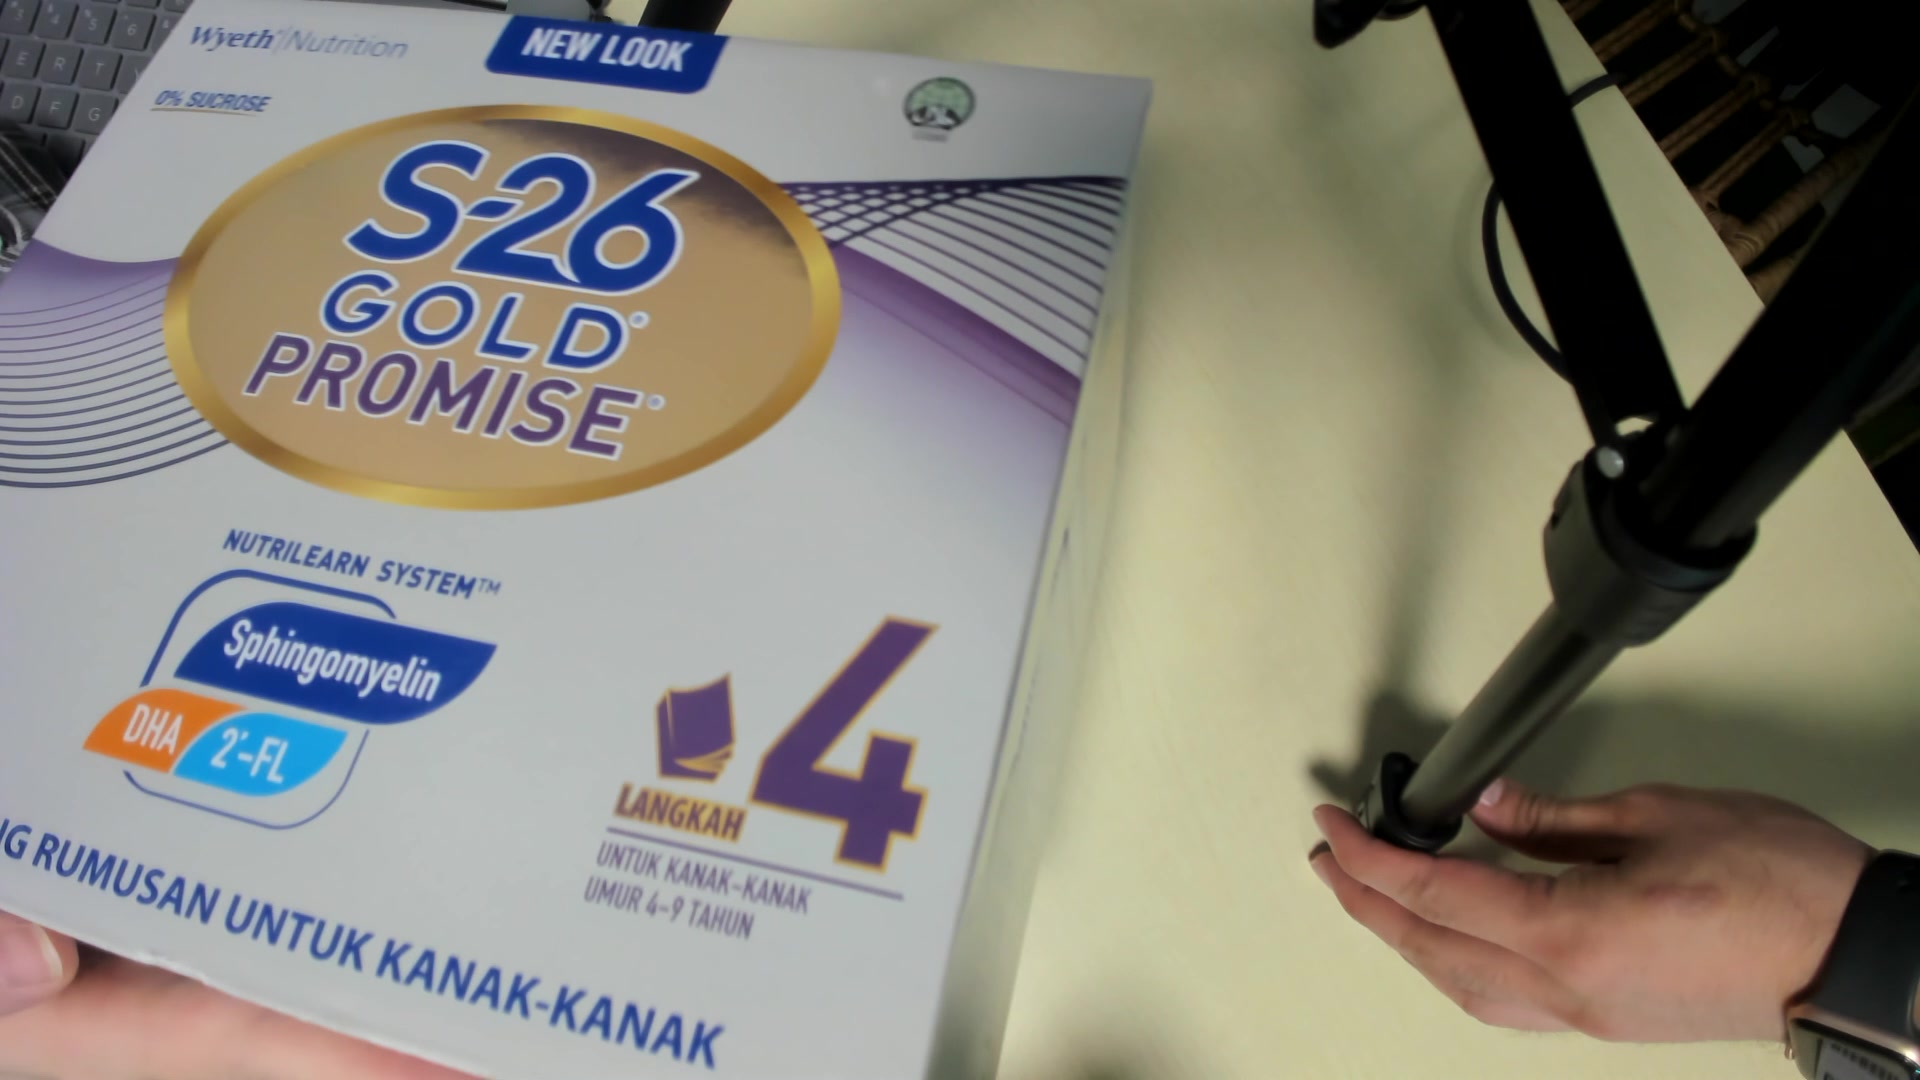 Wyeth Nutrition
NEW LOOK
0% SUCROSE
S-26
GOLD®
PROMISE®
NUTRILEARN SYSTEM™
Sphingomyelin
DHA
2'-FL
LANGKAH 4
UNTUK KANAK-KANAK
UMUR 4-9 TAHUN
RUMUSAN UNTUK KANAK-KANAK